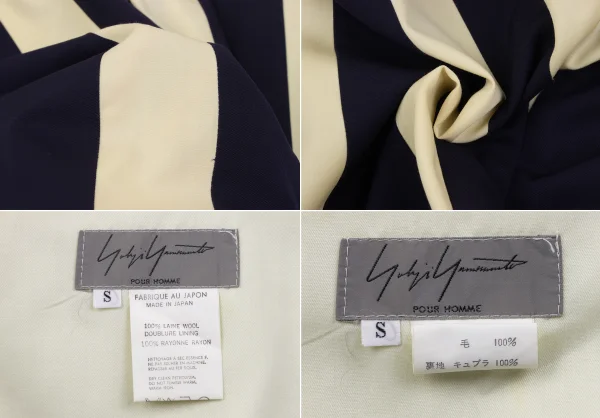 Yohji Yamamoto
POUR HOMME
S
FABRIQUE AU JAPON
MADE IN JAPAN
100% LAINE WOOL
DOUBLURE LINING
100% RAYONNE RAYON
Yohji Yamamoto
POUR HOMME
S
毛 100%
裏地 キュプラ 100%